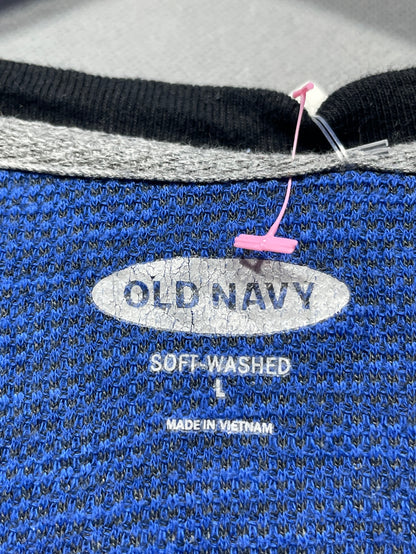 OLD NAVY
SOFT-WASHED
L
MADE IN VIETNAM